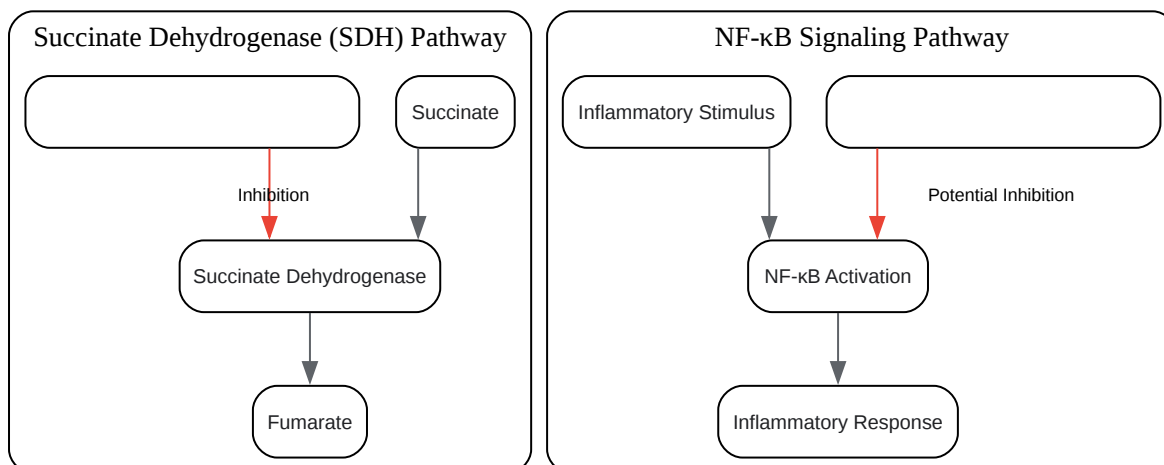 Succinate Dehydrogenase (SDH) Pathway
Succinate
Inhibition
Succinate Dehydrogenase
Fumarate
NF-κB Signaling Pathway
Inflammatory Stimulus
Potential Inhibition
NF-κB Activation
Inflammatory Response